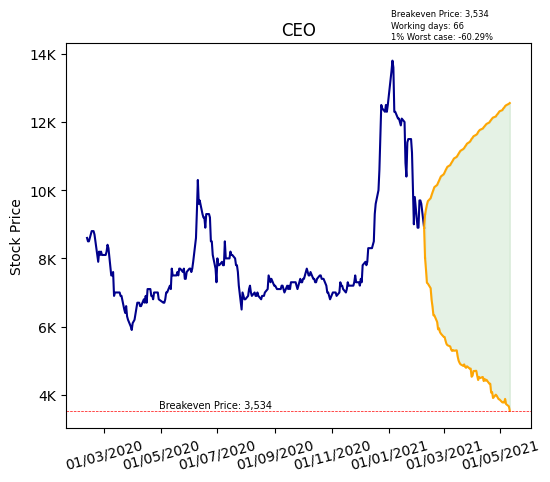 Breakeven Price: 3,534
Working days: 66
1% Worst case: -60.29%
CEO
14K
12K
10K
8K
6K
4K
Stock Price
Breakeven Price: 3,534
01/03/2020
01/05/2020
01/07/2020
01/09/2020
01/11/2020
01/01/2021
01/03/2021
01/05/2021